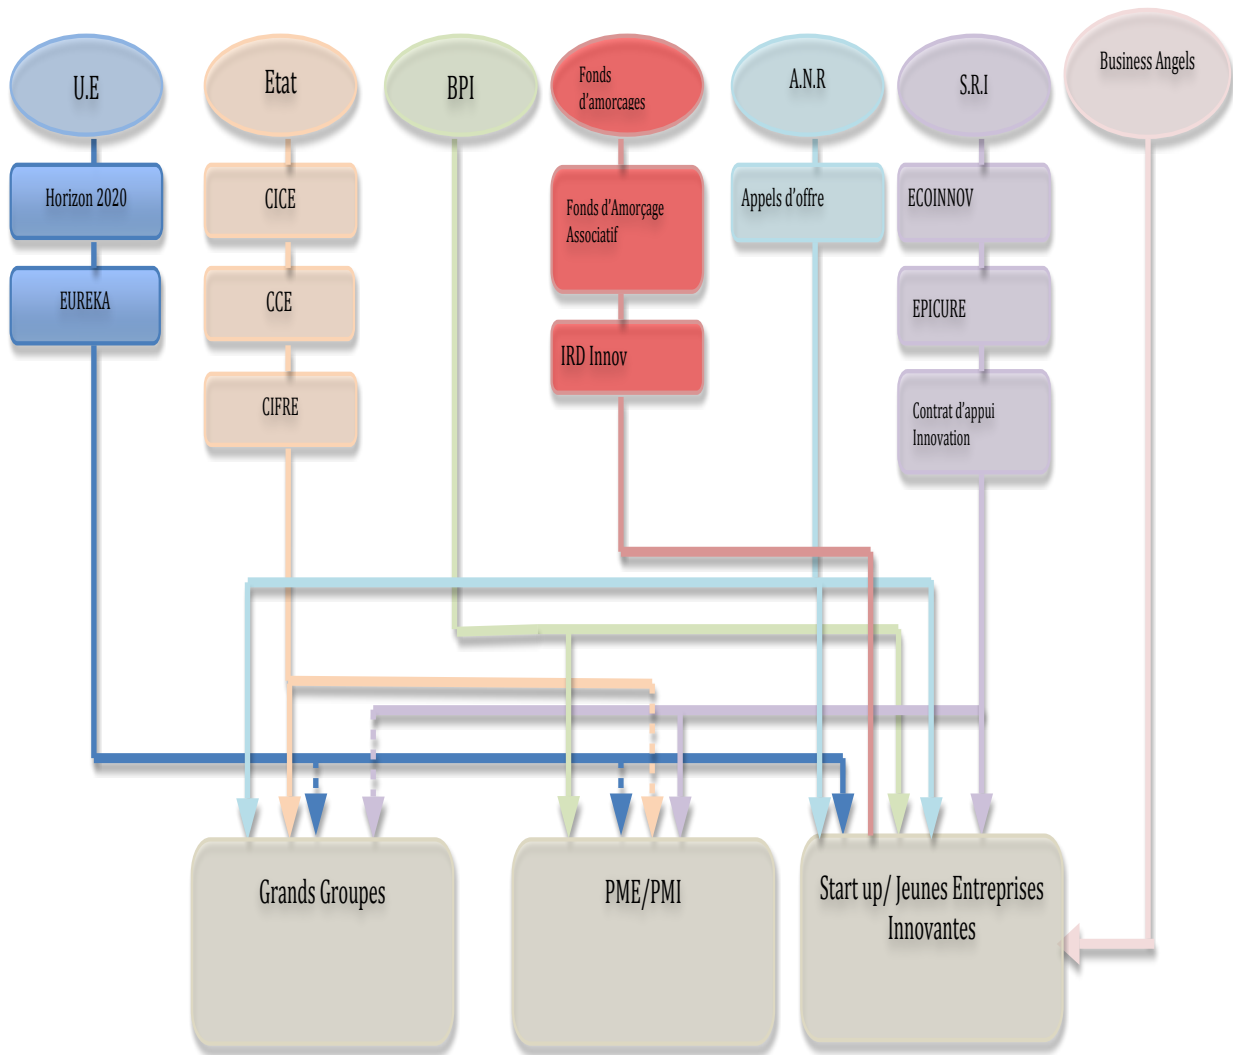 U.E
Etat
BPI
Fonds
d'amorcages
A.N.R
S.R.I
Business Angels
Horizon 2020
CICE
Fonds d'Amorçage
Associatif
Appels d'offre
ECOINNOV
EUREKA
CCE
IRD Innov
EPICURE
CIFRE
Contrat d'appui
Innovation
Grands Groupes
PME/PMI
Start up/ Jeunes Entreprises
Innovantes